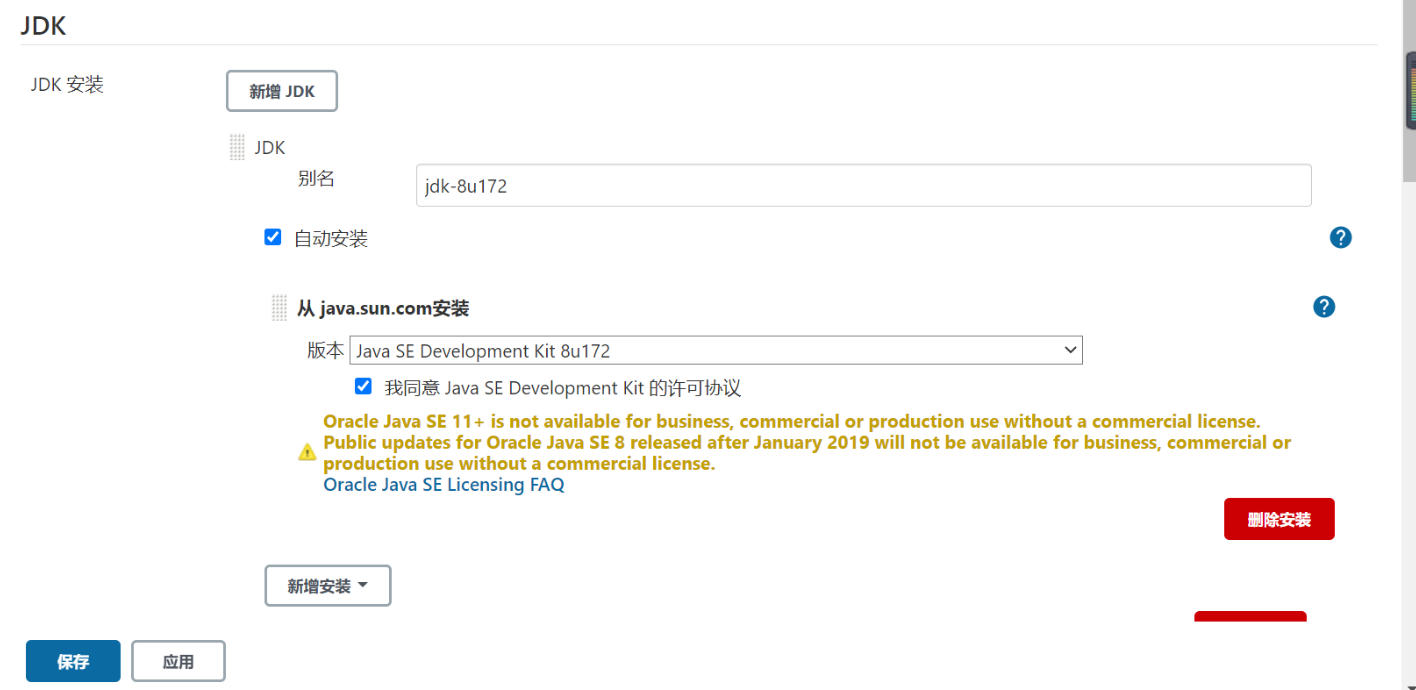 JDK
JDK 安装
新增 JDK
JDK
别名
jdk-8u172
自动安装
?
从 java.sun.com安装
?
版本
Java SE Development Kit 8u172
我同意 Java SE Development Kit 的许可协议
Oracle Java SE 11+ is not available for business, commercial or production use without a commercial license.
Public updates for Oracle Java SE 8 released after January 2019 will not be available for business, commercial or
production use without a commercial license.
Oracle Java SE Licensing FAQ
删除安装
新增安装
保存
应用